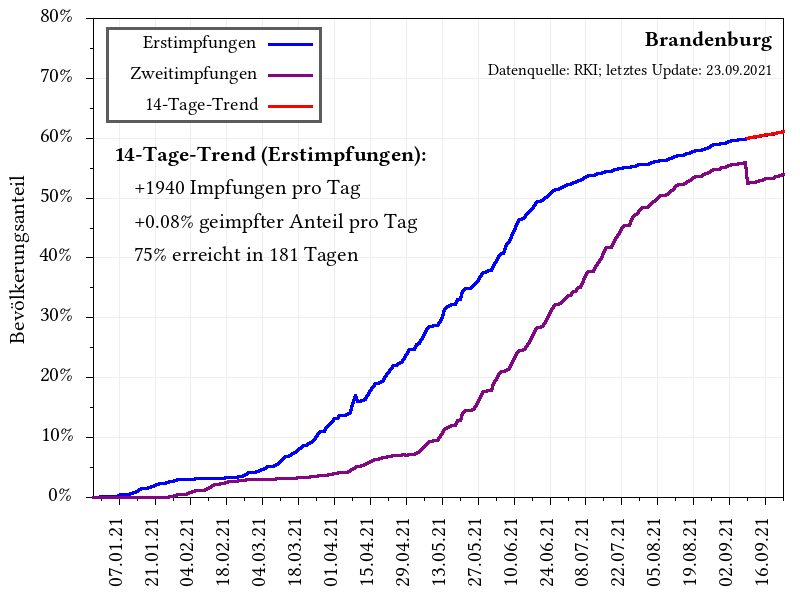 80%
70%
60%
50%
40%
30%
20%
10%
0%
Bevölkerungsanteil
Erstimpfungen
Zweitimpfungen
14-Tage-Trend
Brandenburg
Datenquelle: RKI; letztes Update: 23.09.2021
14-Tage-Trend (Erstimpfungen):
+1940 Impfungen pro Tag
+0.08% geimpfter Anteil pro Tag
75% erreicht in 181 Tagen
07.01.21
21.01.21
04.02.21
18.02.21
04.03.21
18.03.21
01.04.21
15.04.21
29.04.21
13.05.21
27.05.21
10.06.21
24.06.21
08.07.21
22.07.21
05.08.21
19.08.21
02.09.21
16.09.21